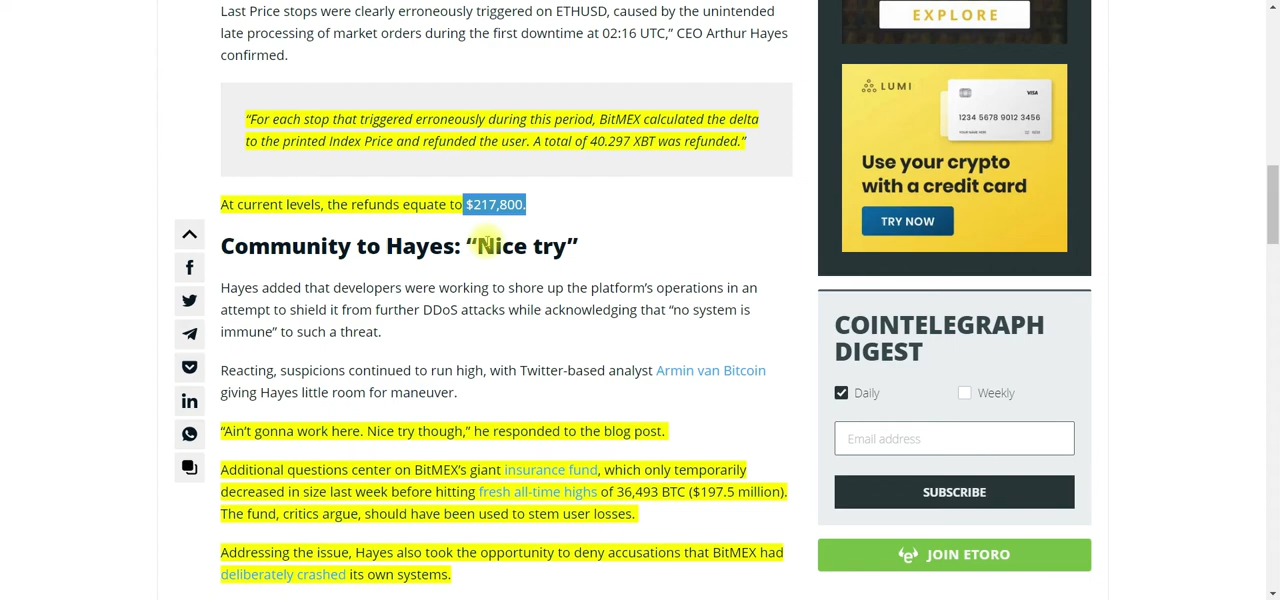 Last Price stops were clearly erroneously triggered on ETHUSD, caused by the unintended
late processing of market orders during the first downtime at 02:16 UTC,” CEO Arthur Hayes
confirmed.
“For each stop that triggered erroneously during this period, BitMEX calculated the delta
to the printed Index Price and refunded the user. A total of 40.297 XBT was refunded.”
At current levels, the refunds equate to $217,800.
Community to Hayes: “Nice try”
Hayes added that developers were working to shore up the platform’s operations in an
attempt to shield it from further DDoS attacks while acknowledging that “no system is
immune” to such a threat.
Reacting, suspicions continued to run high, with Twitter-based analyst Armin van Bitcoin
giving Hayes little room for maneuver.
“Ain’t gonna work here. Nice try though,” he responded to the blog post.
Additional questions center on BitMEX’s giant insurance fund, which only temporarily
decreased in size last week before hitting fresh all-time highs of 36,493 BTC ($197.5 million).
The fund, critics argue, should have been used to stem user losses.
Addressing the issue, Hayes also took the opportunity to deny accusations that BitMEX had
deliberately crashed its own systems.
EXPLORE
LUMI
VISA
1234 5678 9012 3456
Use your crypto
with a credit card
TRY NOW
COINTELEGRAPH
DIGEST
Daily
Weekly
Email address
SUBSCRIBE
JOIN ETORO